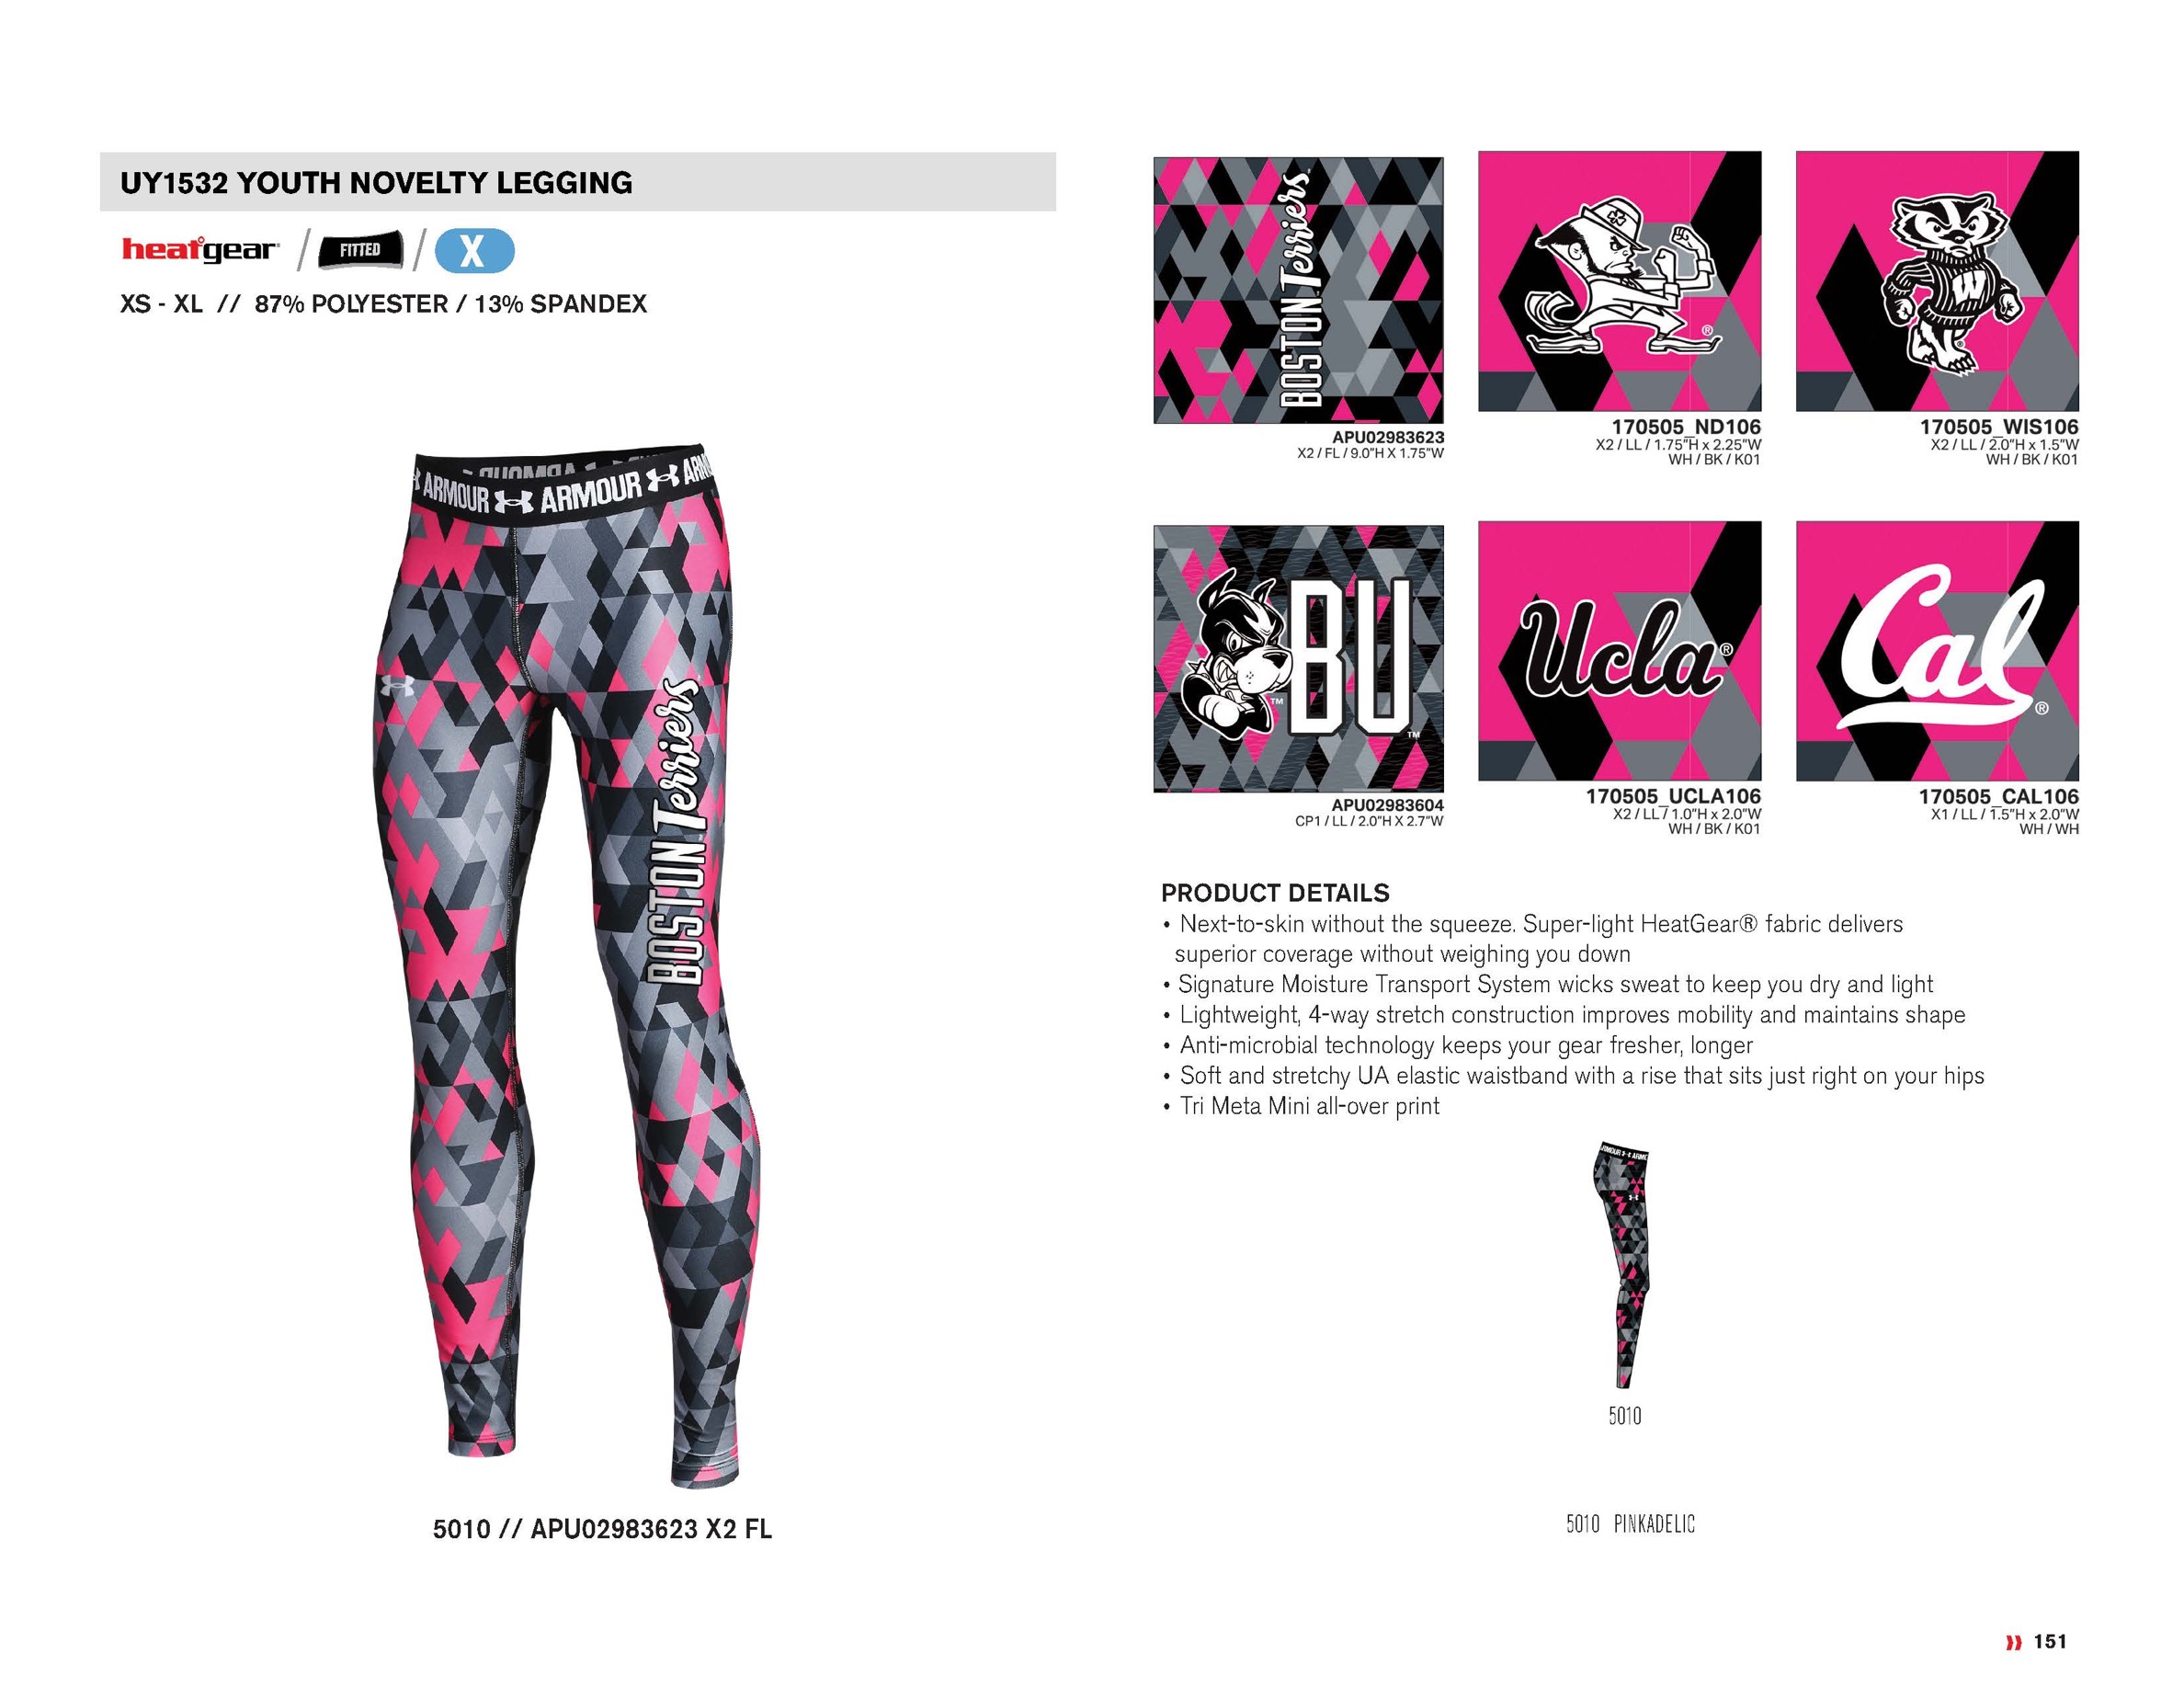 UY1532 YOUTH NOVELTY LEGGING
heatgear / FITTED / X
XS - XL // 87% POLYESTER / 13% SPANDEX
ARMOUR ARMOUR ARM
BOSTON Terriers
5010 // APU02983623 X2 FL
BOSTON Terriers
APU02983623
X2 / FL / 9.0"H X 1.75"W
®
170505_ND106
X2 / LL / 1.75"H x 2.25"W
WH / BK / K01
W
®
170505_WIS106
X2 / LL / 2.0"H x 1.5"W
WH / BK / K01
BU
TM
TM
APU02983604
CP1 / LL / 2.0"H X 2.7"W
Ucla®
170505_UCLA106
X2 / LL / 1.0"H x 2.0"W
WH / BK / K01
Cal®
170505_CAL106
X1 / LL / 1.5"H x 2.0"W
WH / WH
PRODUCT DETAILS
• Next-to-skin without the squeeze. Super-light HeatGear® fabric delivers
superior coverage without weighing you down
• Signature Moisture Transport System wicks sweat to keep you dry and light
• Lightweight, 4-way stretch construction improves mobility and maintains shape
• Anti-microbial technology keeps your gear fresher, longer
• Soft and stretchy UA elastic waistband with a rise that sits just right on your hips
• Tri Meta Mini all-over print
5010
5010 PINKADELIC
151